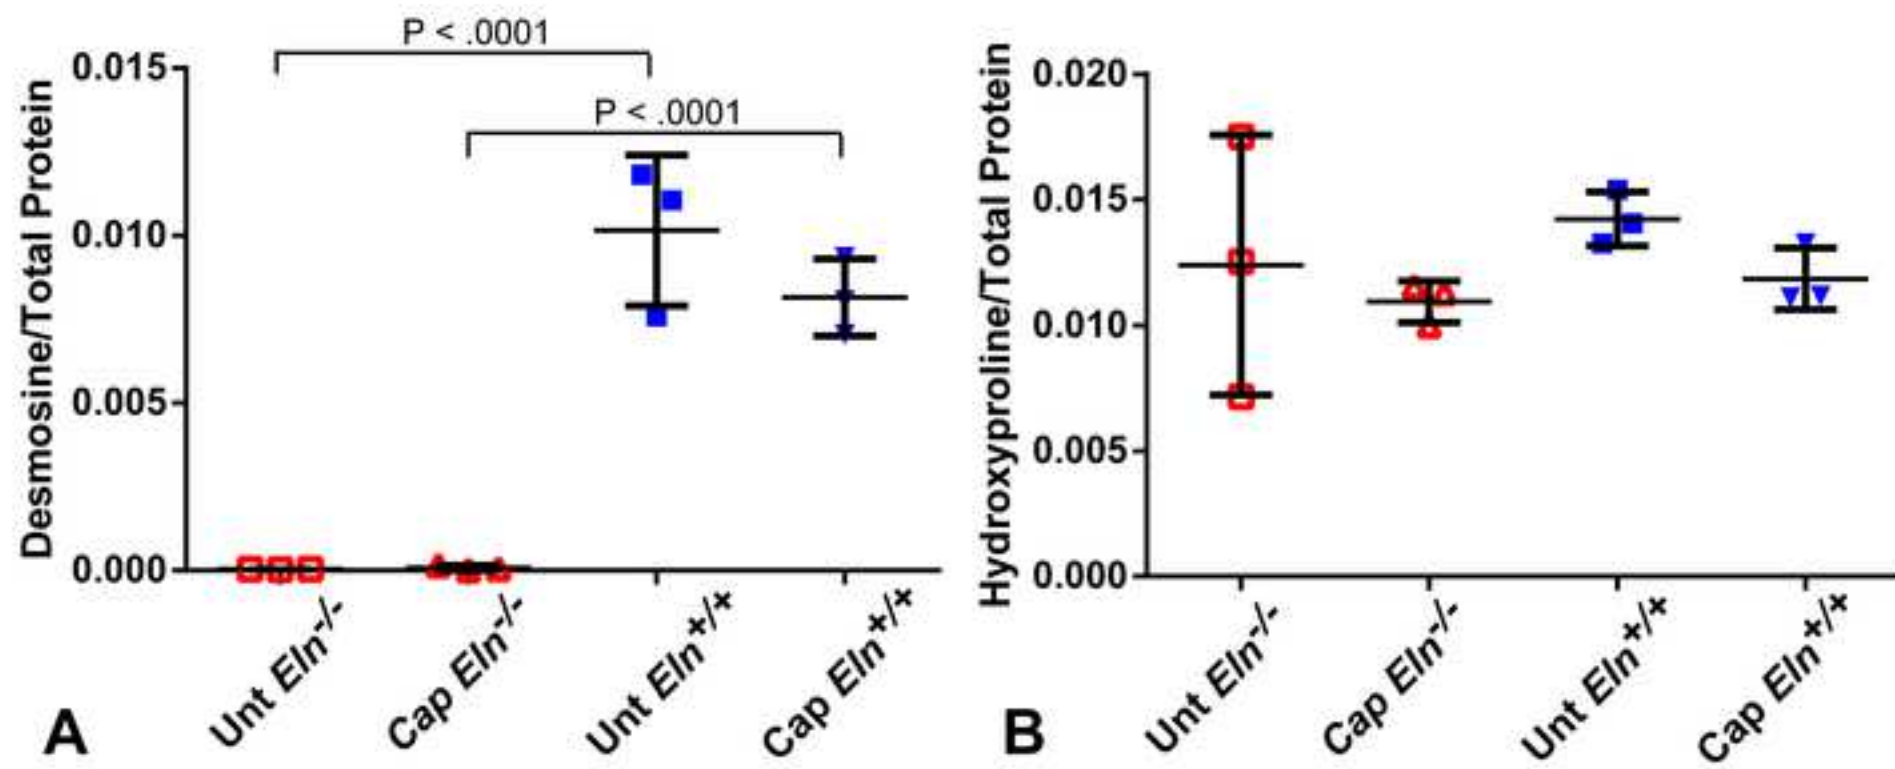 P < .0001
P < .0001
Desmosine/Total Protein
0.015
0.010
0.005
0.000
Unt Eln-/-
Cap Eln-/-
Unt Eln+/+
Cap Eln+/+
A
Hydroxyproline/Total Protein
0.020
0.015
0.010
0.005
0.000
Unt Eln-/-
Cap Eln-/-
Unt Eln+/+
Cap Eln+/+
B